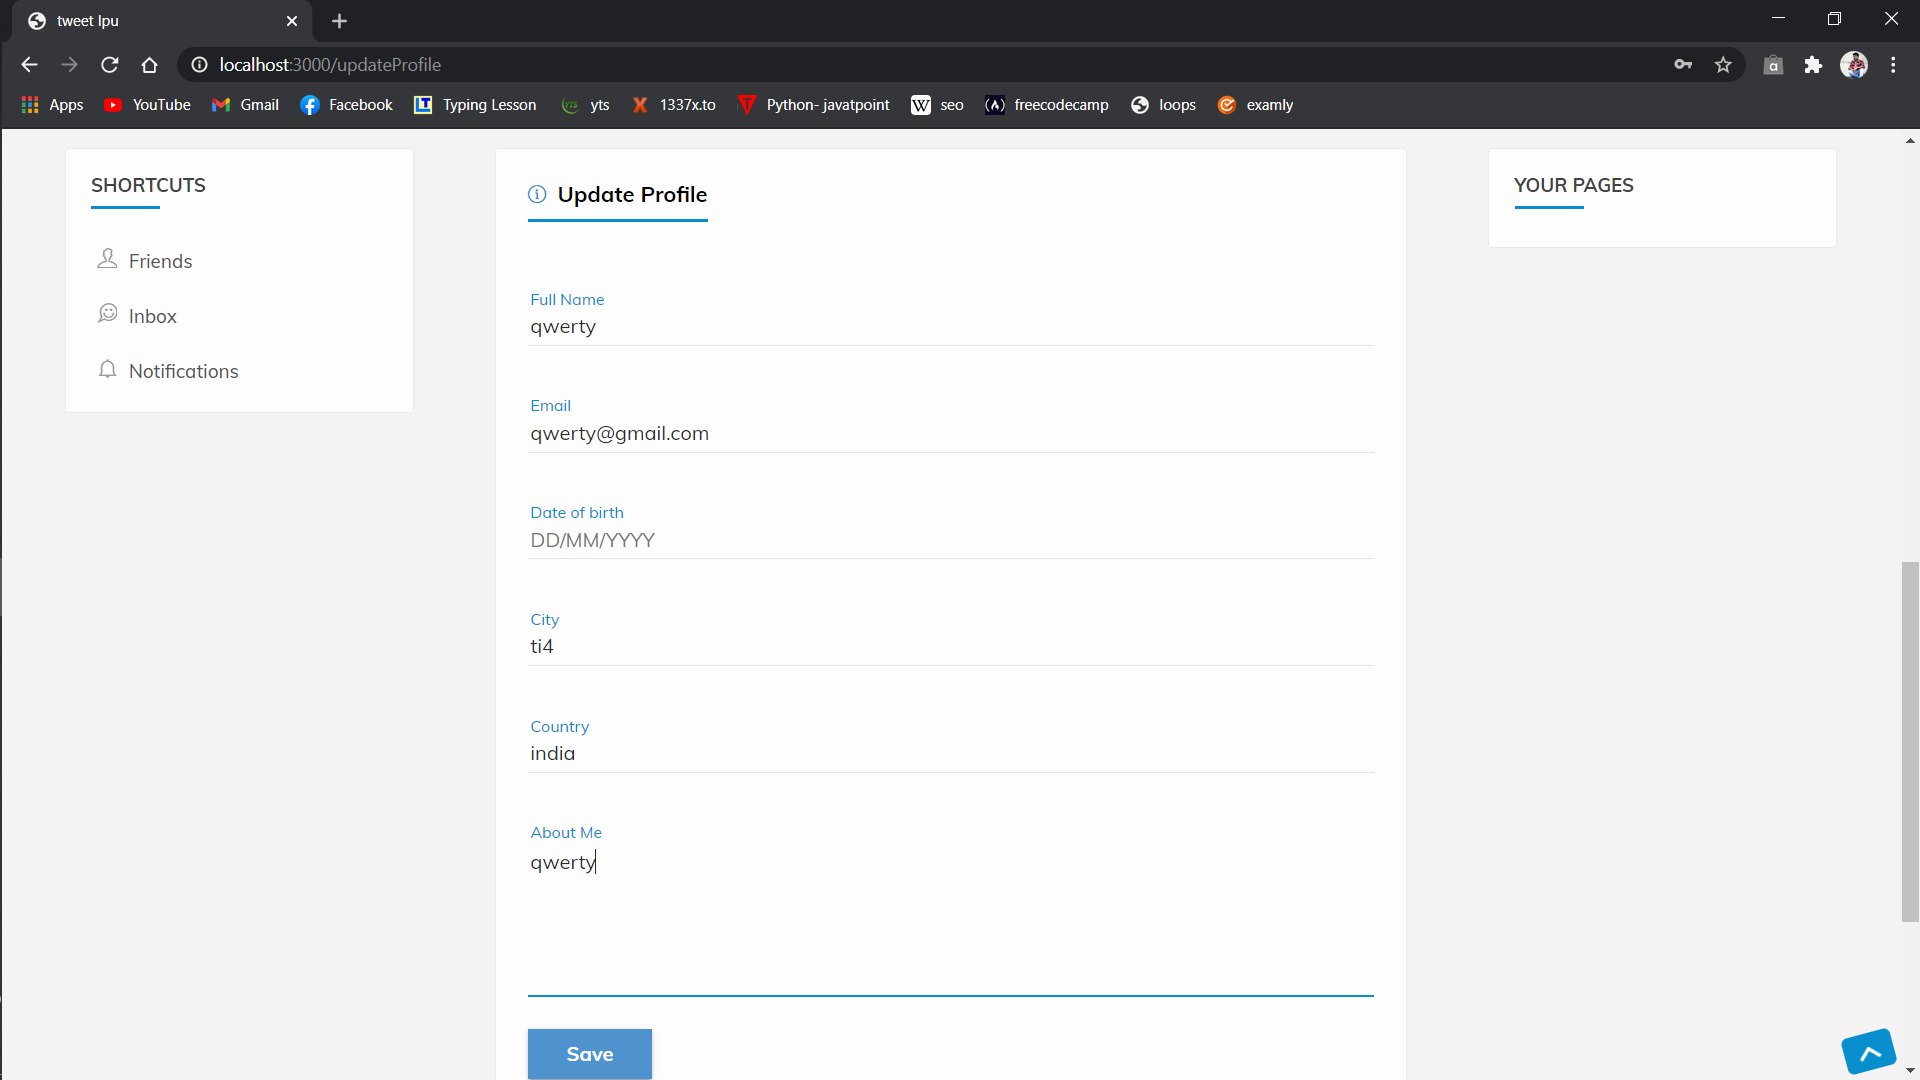 tweet lpu
localhost:3000/updateProfile
Apps YouTube Gmail Facebook Typing Lesson yts 1337x.to Python- javatpoint seo freecodecamp loops examly
SHORTCUTS
Friends
Inbox
Notifications
Update Profile
Full Name
qwerty
Email
qwerty@gmail.com
Date of birth
DD/MM/YYYY
City
ti4
Country
india
About Me
qwerty
Save
YOUR PAGES